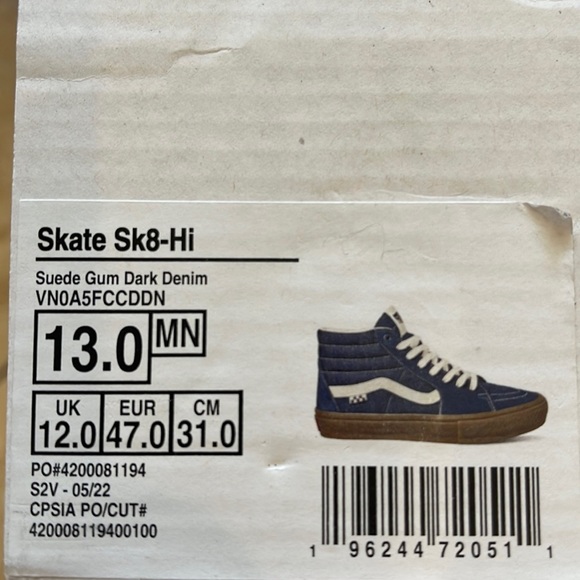 Skate Sk8-Hi
Suede Gum Dark Denim
VN0A5FCCDDN
13.0 MN
UK EUR CM
12.0 47.0 31.0
PO#4200081194
S2V - 05/22
CPSIA PO/CUT#
420008119400100
1 96244 72051 1